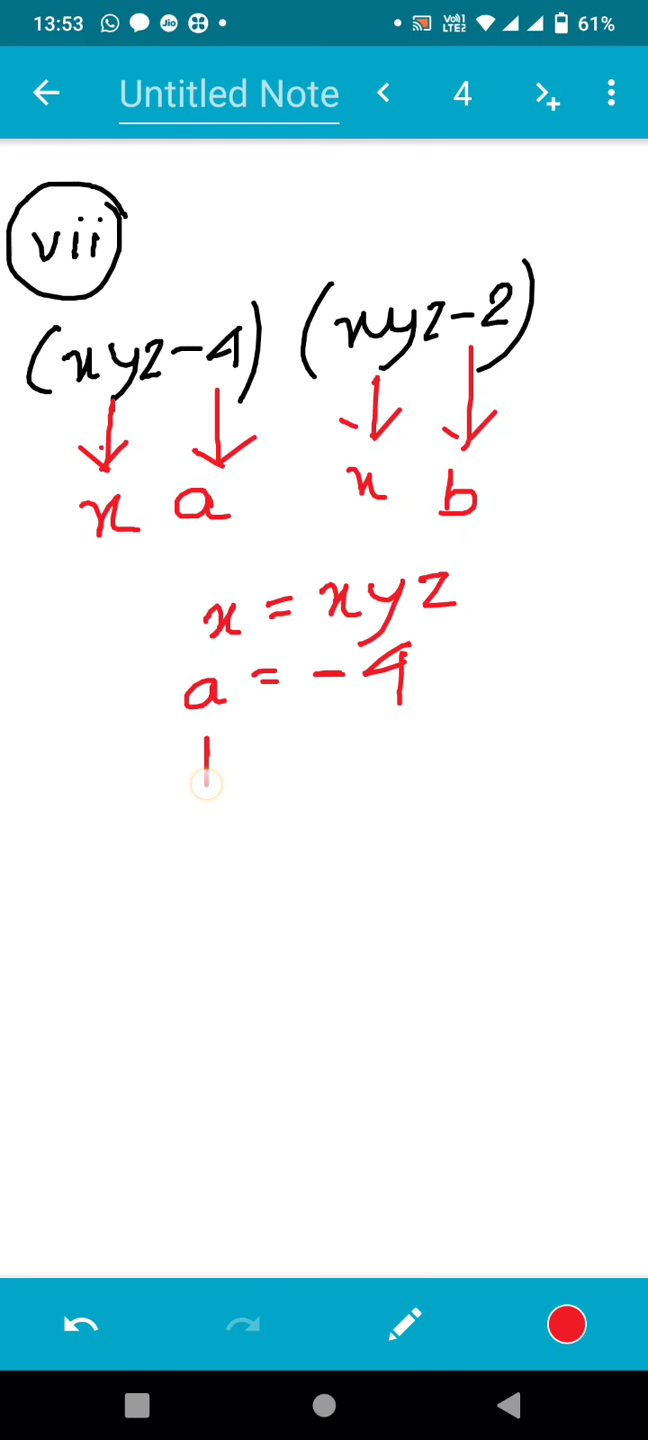 13:53 61%
Untitled Note < 4
vii
(xyz-4) (xyz-2)
x a x b
x = xyz
a = -4